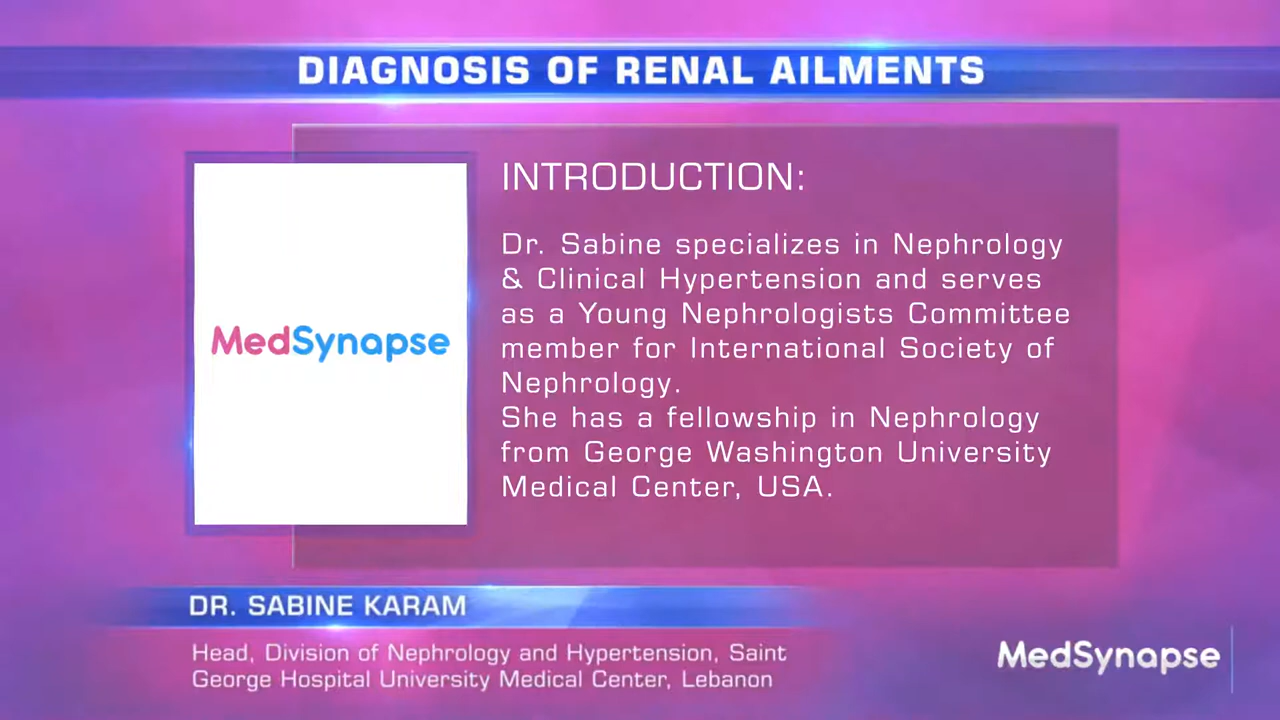 DIAGNOSIS OF RENAL AILMENTS
MedSynapse
INTRODUCTION:
Dr. Sabine specializes in Nephrology
& Clinical Hypertension and serves
as a Young Nephrologists Committee
member for International Society of
Nephrology.
She has a fellowship in Nephrology
from George Washington University
Medical Center, USA.
DR. SABINE KARAM
Head, Division of Nephrology and Hypertension, Saint
George Hospital University Medical Center, Lebanon
MedSynapse